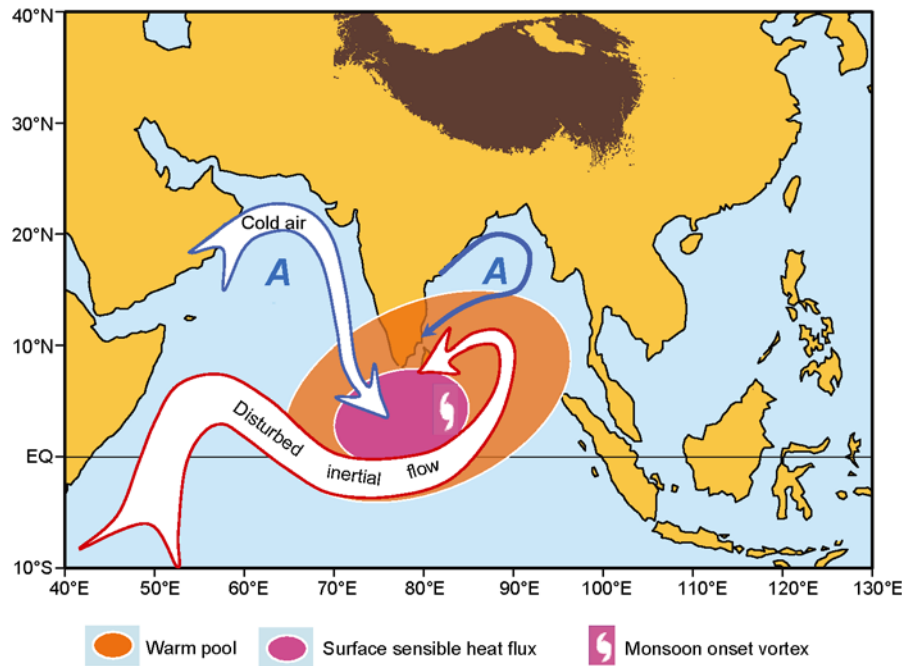 40°N
30°N
20°N
10°N
EQ
10°S
Cold air
A
A
Disturbed
inertial
flow
40°E 50°E 60°E 70°E 80°E 90°E 100°E 110°E 120°E 130°E
Warm pool Surface sensible heat flux Monsoon onset vortex